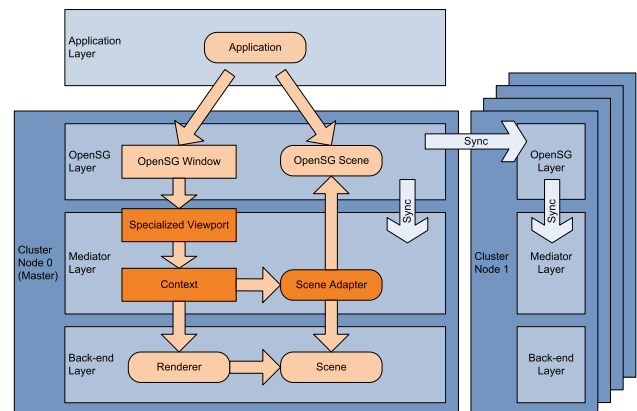 Application
Layer
Application
OpenSG
Layer
OpenSG Window
OpenSG Scene
Sync
OpenSG
Layer
Sync
Sync
Specialized Viewport
Cluster
Node 0
(Master)
Mediator
Layer
Context
Scene Adapter
Cluster
Node 1
Mediator
Layer
Back-end
Layer
Renderer
Scene
Back-end
Layer